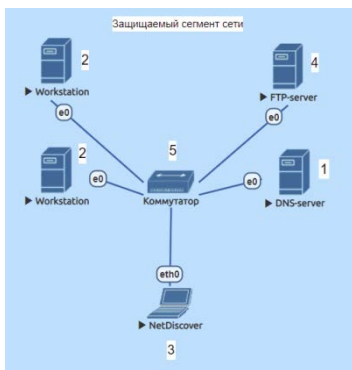 Защищаемый сегмент сети
2
4
▶ Workstation
▶ FTP-server
e0
e0
2
5
1
e0
e0
▶ Workstation
Коммутатор
▶ DNS-server
eth0
▶ NetDiscover
3